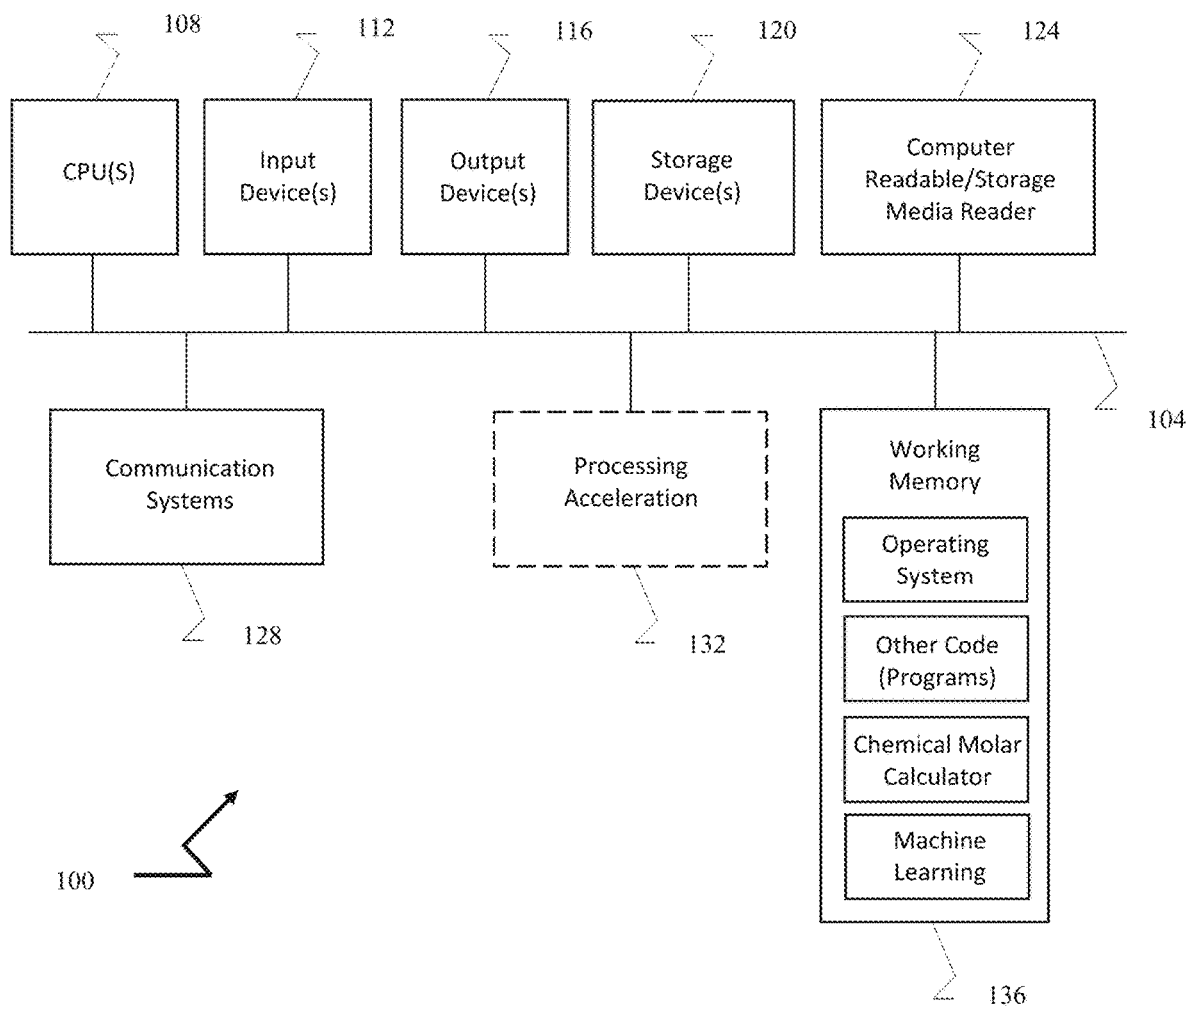 108
112
116
120
124
CPU(S)
Input
Device(s)
Output
Device(s)
Storage
Device(s)
Computer
Readable/Storage
Media Reader
104
Communication
Systems
128
Processing
Acceleration
132
Working
Memory
Operating
System
Other Code
(Programs)
Chemical Molar
Calculator
Machine
Learning
136
100